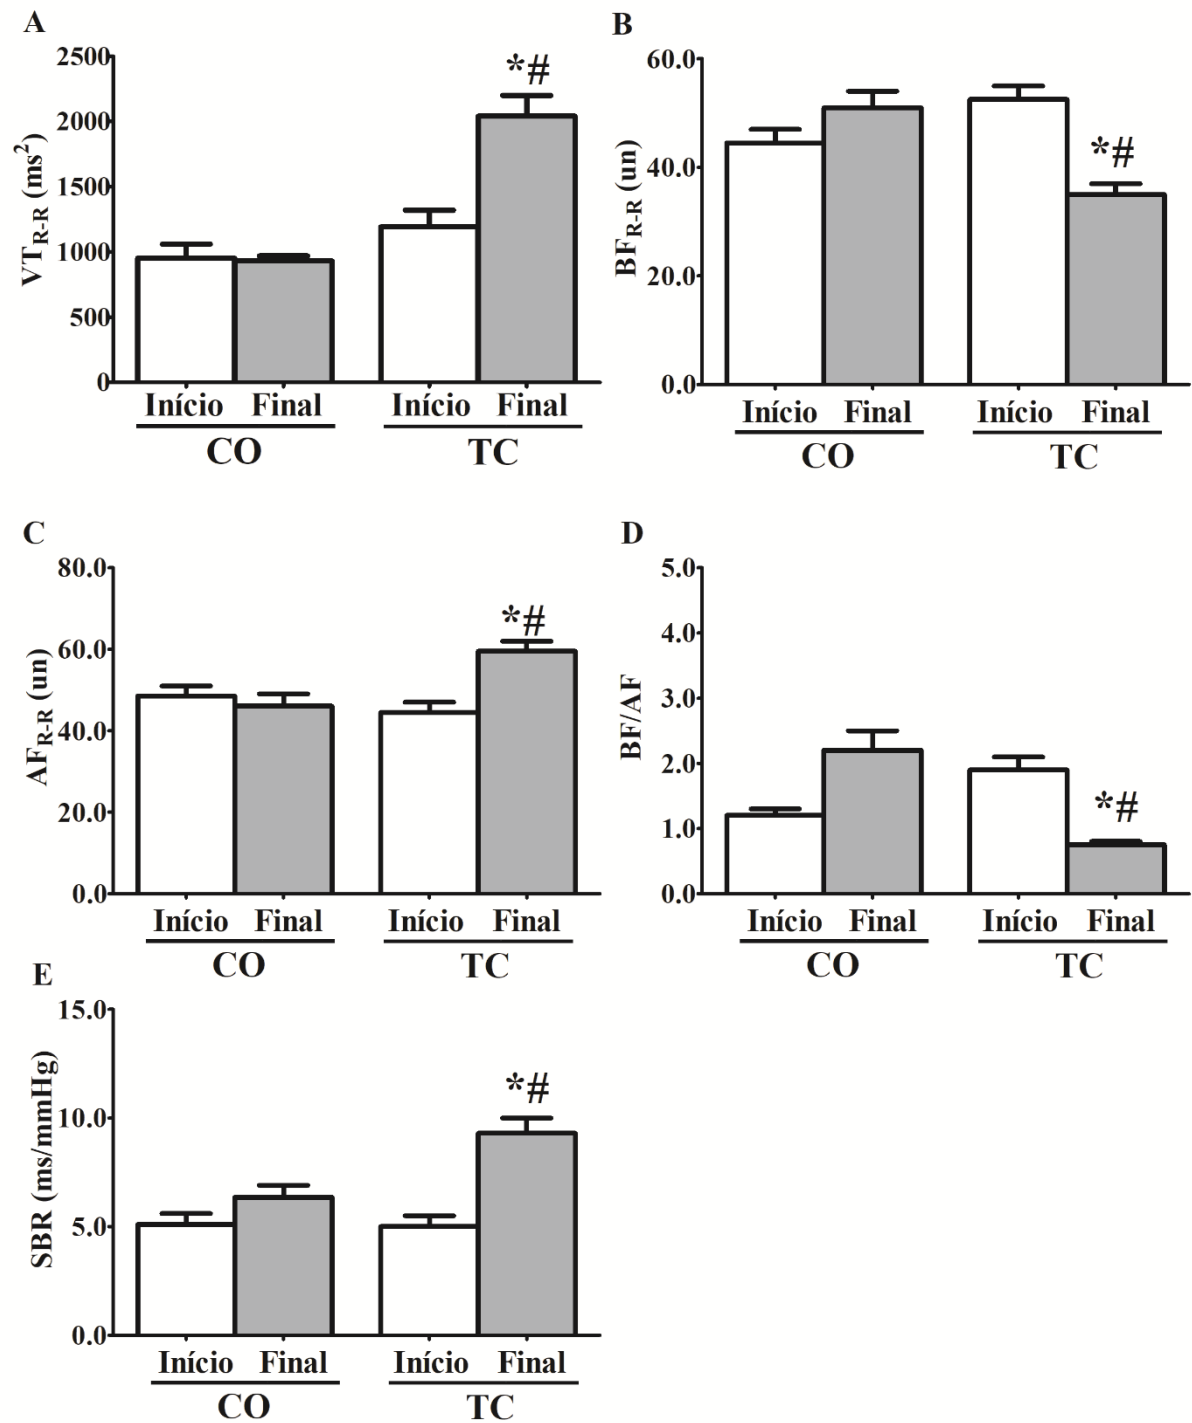 A
VT_R-R (ms²)
2500
2000
1500
1000
500
0
*#
Início Final Início Final
CO TC
B
BF_R-R (un)
60.0
40.0
20.0
0.0
*#
Início Final Início Final
CO TC
C
AF_R-R (un)
80.0
60.0
40.0
20.0
0.0
*#
Início Final Início Final
CO TC
D
BF/AF
5.0
4.0
3.0
2.0
1.0
0.0
*#
Início Final Início Final
CO TC
E
SBR (ms/mmHg)
15.0
10.0
5.0
0.0
*#
Início Final Início Final
CO TC